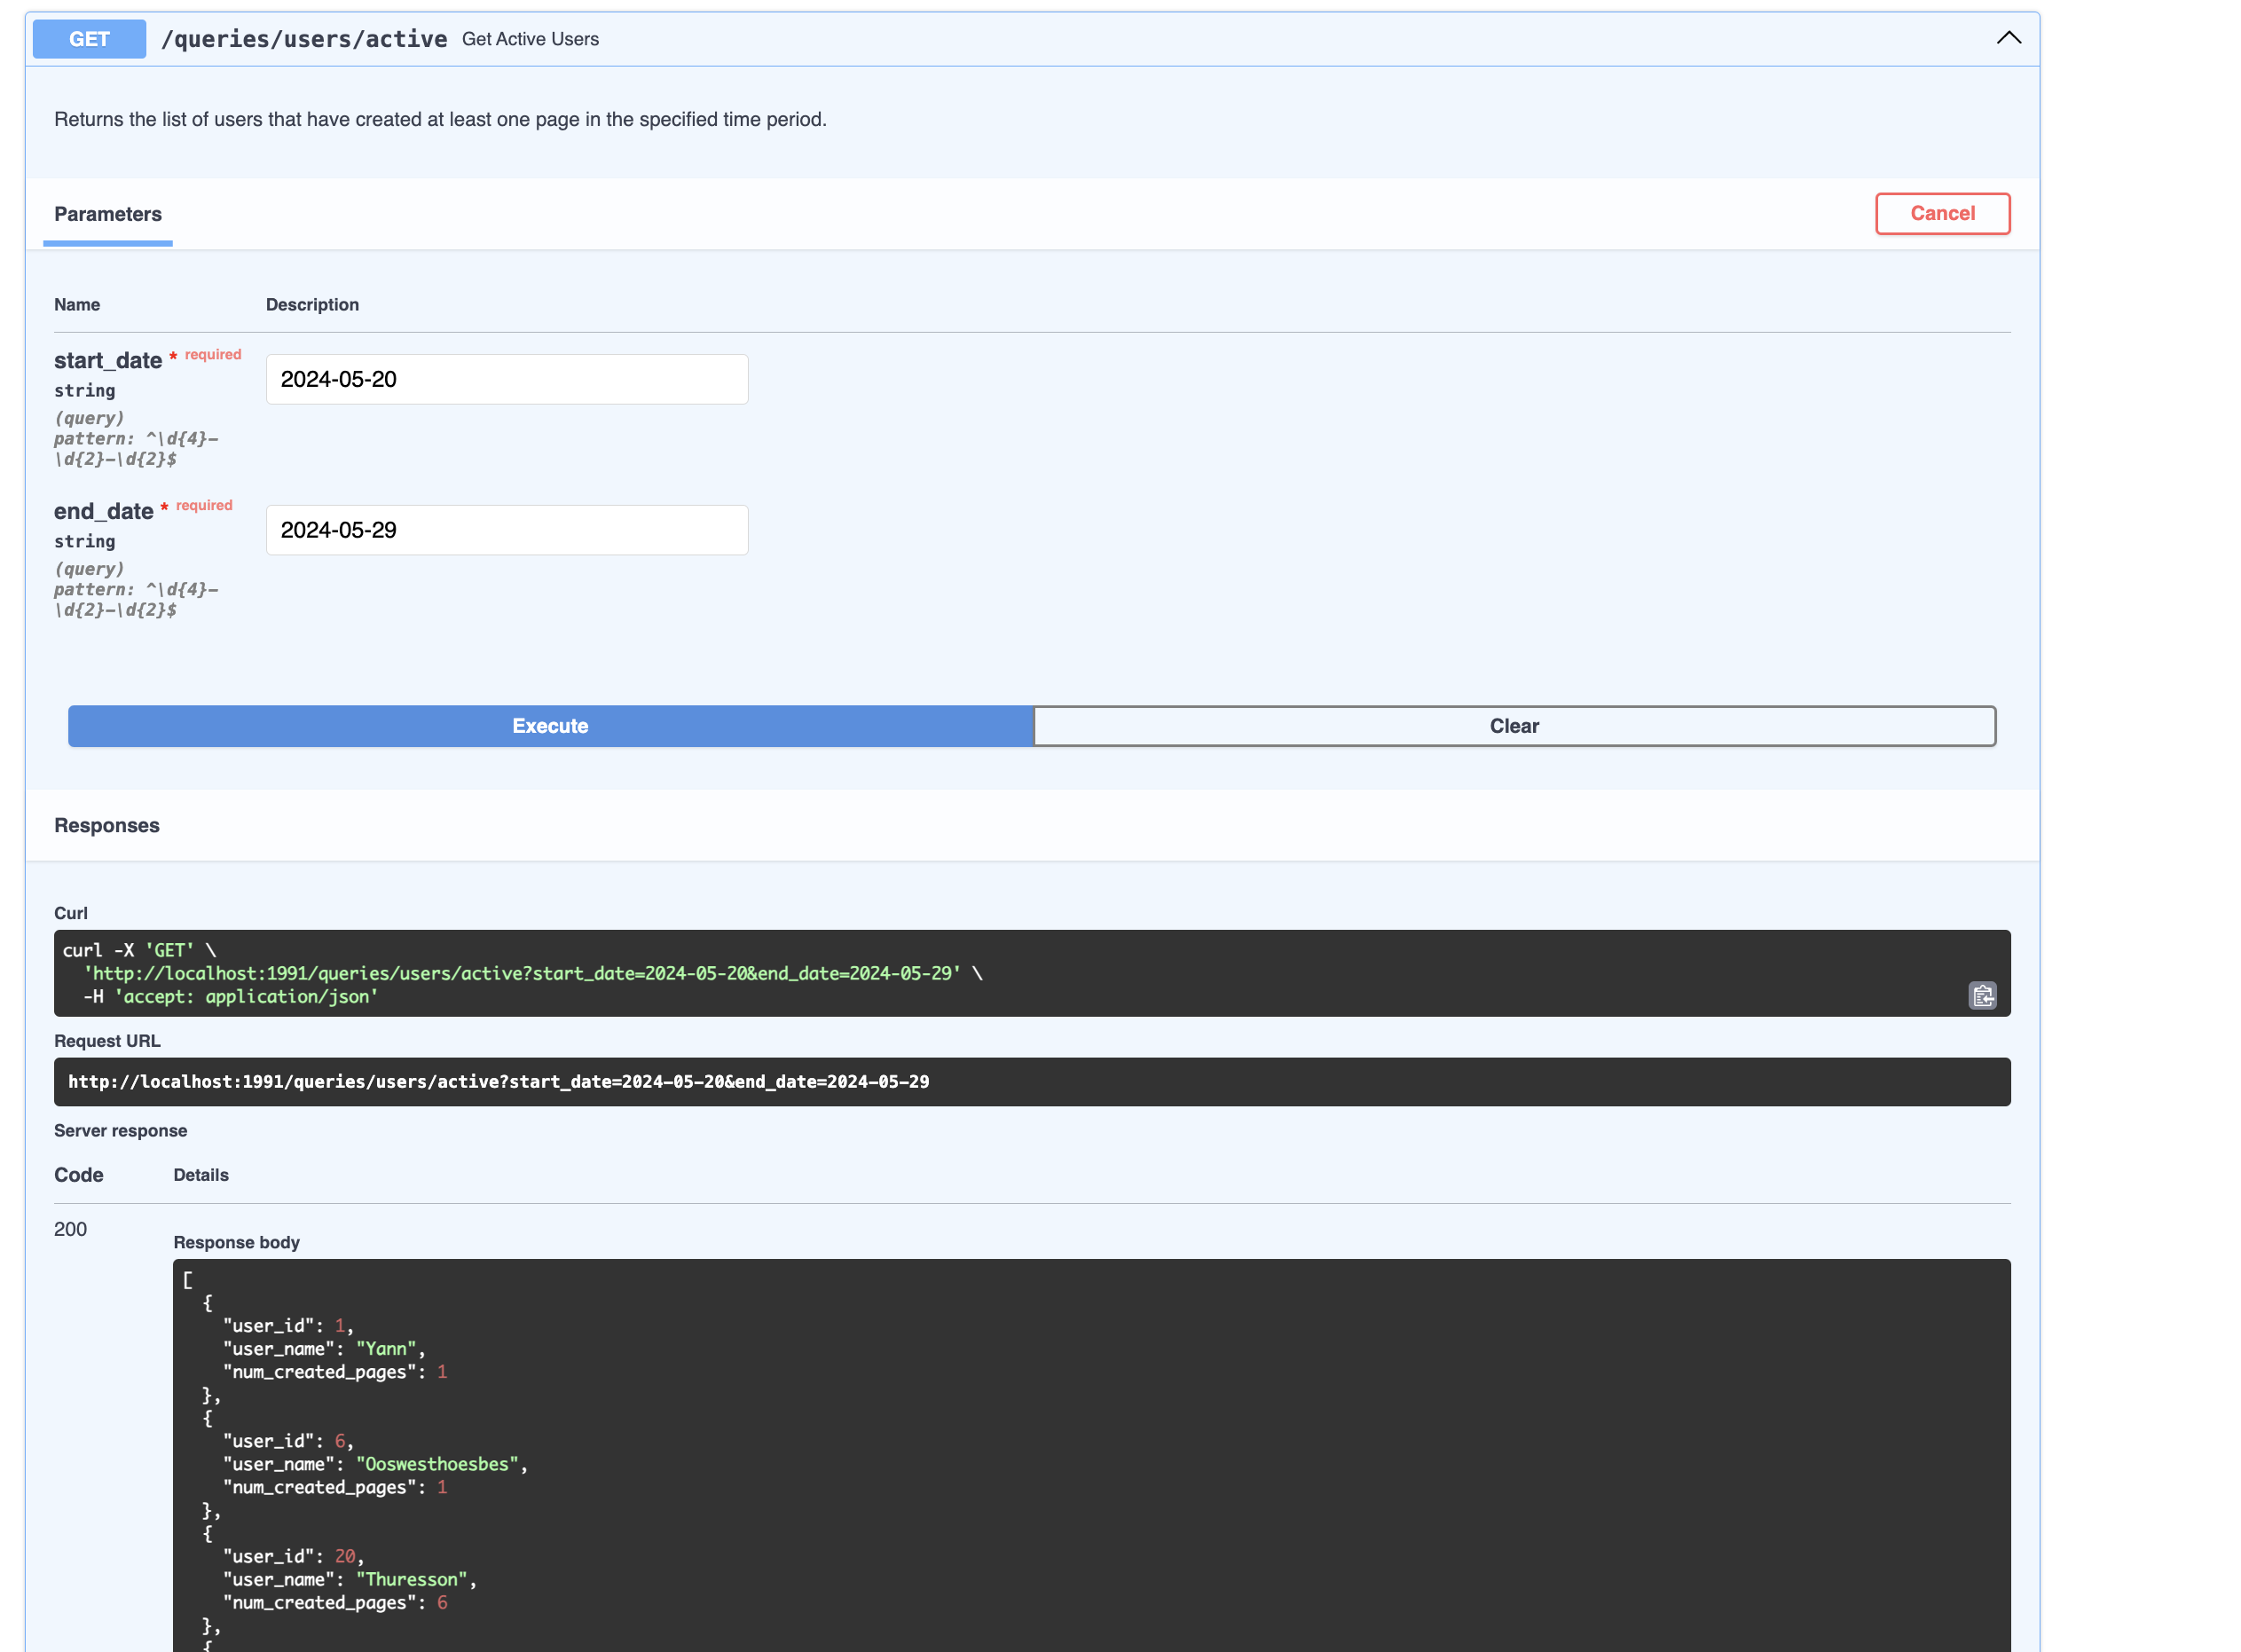 GET /queries/users/active Get Active Users
Returns the list of users that have created at least one page in the specified time period.
Parameters
Cancel
Name Description
start_date * required
string
(query)
pattern: ^\d{4}-
\d{2}-\d{2}$
2024-05-20
end_date * required
string
(query)
pattern: ^\d{4}-
\d{2}-\d{2}$
2024-05-29
Execute
Clear
Responses
Curl
curl -X 'GET' \
  'http://localhost:1991/queries/users/active?start_date=2024-05-20&end_date=2024-05-29' \
  -H 'accept: application/json'
Request URL
http://localhost:1991/queries/users/active?start_date=2024-05-20&end_date=2024-05-29
Server response
Code Details
200
Response body
[
  {
    "user_id": 1,
    "user_name": "Yann",
    "num_created_pages": 1
  },
  {
    "user_id": 6,
    "user_name": "Ooswesthoesbes",
    "num_created_pages": 1
  },
  {
    "user_id": 20,
    "user_name": "Thuresson",
    "num_created_pages": 6
  },
  {